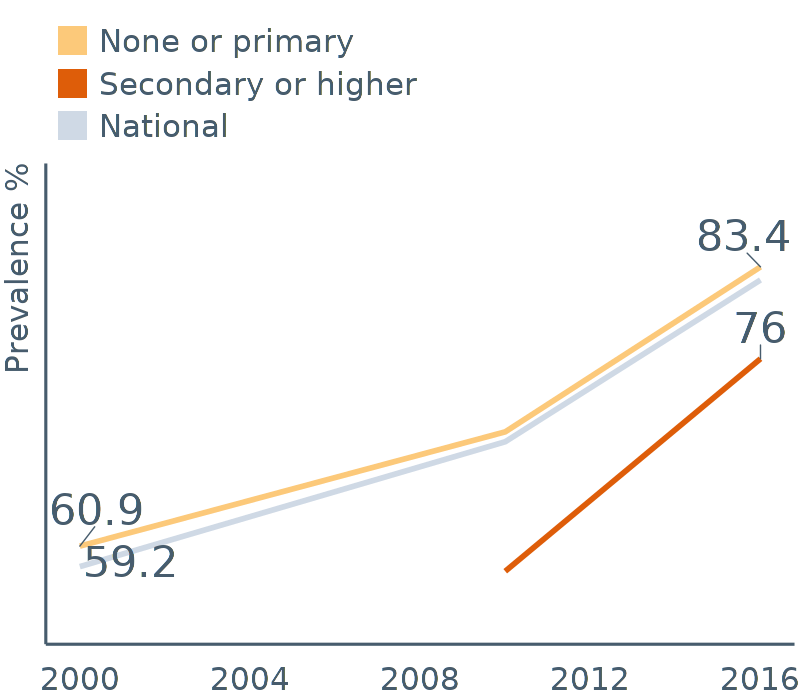 None or primary
Secondary or higher
National
Prevalence %
83.4
76
60.9
59.2
2000 2004 2008 2012 2016